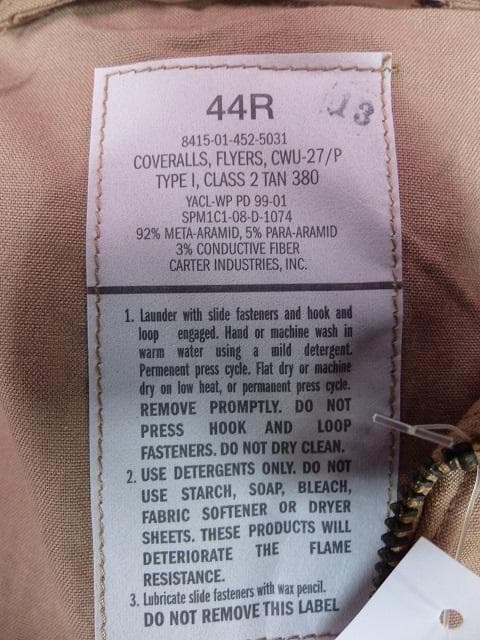 44R
13
8415-01-452-5031
COVERALLS, FLYERS, CWU-27/P
TYPE I, CLASS 2 TAN 380
YACL-WP PD 99-01
SPM1C1-08-D-1074
92% META-ARAMID, 5% PARA-ARAMID
3% CONDUCTIVE FIBER
CARTER INDUSTRIES, INC.
1. Launder with slide fasteners and hook and
loop engaged. Hand or machine wash in
warm water using a mild detergent.
Permenent press cycle. Flat dry or machine
dry on low heat, or permanent press cycle.
REMOVE PROMPTLY. DO NOT
PRESS HOOK AND LOOP
FASTENERS. DO NOT DRY CLEAN.
2. USE DETERGENTS ONLY. DO NOT
USE STARCH, SOAP, BLEACH,
FABRIC SOFTENER OR DRYER
SHEETS. THESE PRODUCTS WILL
DETERIORATE THE FLAME
RESISTANCE.
3. Lubricate slide fasteners with wax pencil.
DO NOT REMOVE THIS LABEL